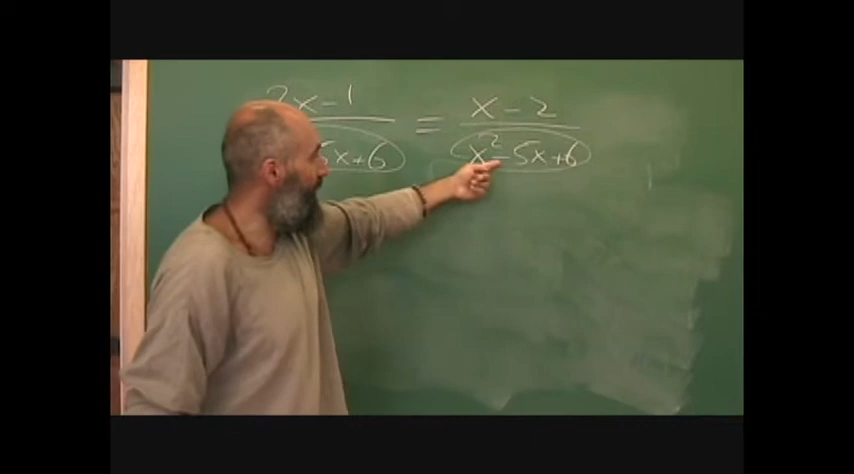 2x-1 = x-2
5x+6 x²-5x+6